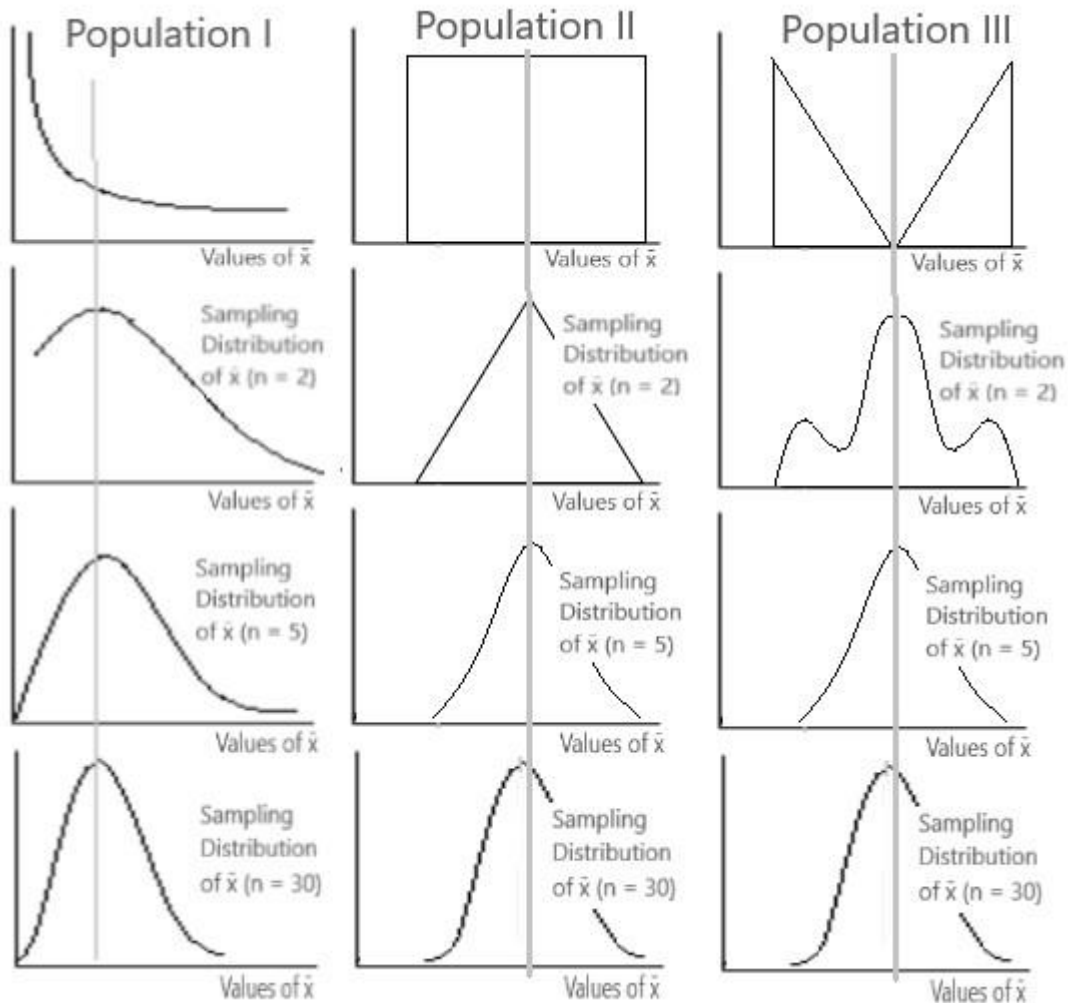 Population I
Population II
Population III
Values of x̄
Values of x̄
Values of x̄
Sampling
Distribution
of x̄ (n = 2)
Sampling
Distribution
of x̄ (n = 2)
Sampling
Distribution
of x̄ (n = 2)
Values of x̄
Values of x̄
Values of x̄
Sampling
Distribution
of x̄ (n = 5)
Sampling
Distribution
of x̄ (n = 5)
Sampling
Distribution
of x̄ (n = 5)
Values of x̄
Values of x̄
Values of x̄
Sampling
Distribution
of x̄ (n = 30)
Sampling
Distribution
of x̄ (n = 30)
Sampling
Distribution
of x̄ (n = 30)
Values of x̄
Values of x̄
Values of x̄